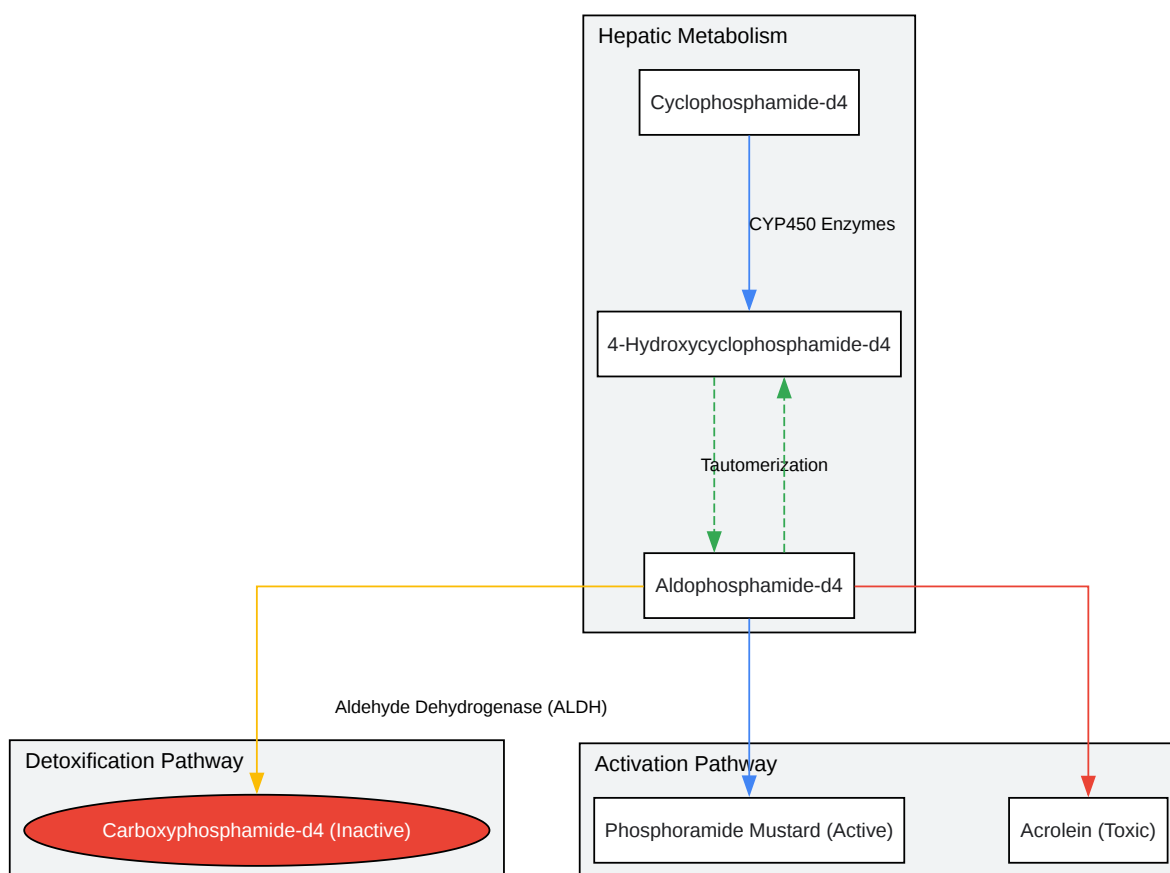 Hepatic Metabolism
Cyclophosphamide-d4
CYP450 Enzymes
4-Hydroxycyclophosphamide-d4
Tautomerization
Aldophosphamide-d4
Aldehyde Dehydrogenase (ALDH)
Detoxification Pathway
Activation Pathway
Carboxyphosphamide-d4 (Inactive)
Phosphoramide Mustard (Active)
Acrolein (Toxic)